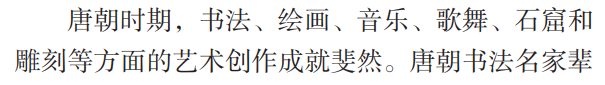 唐朝时期，书法、绘画、音乐、歌舞、石窟和
雕刻等方面的艺术创作成就斐然。唐朝书法名家辈